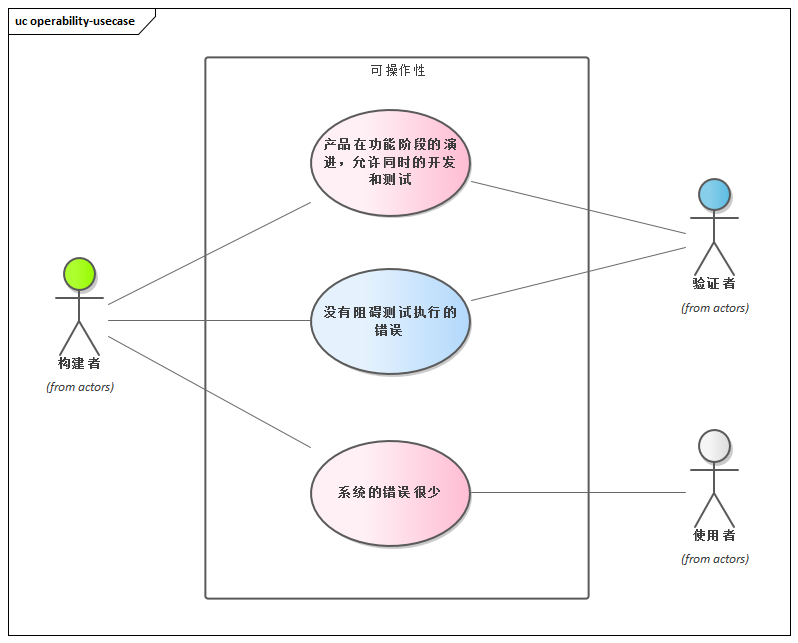 uc operability-usecase
可操作性
产品在功能阶段的演
进，允许同时的开发
和测试
验证者
(from actors)
没有阻碍测试执行的
错误
构建者
(from actors)
系统的错误很少
使用者
(from actors)